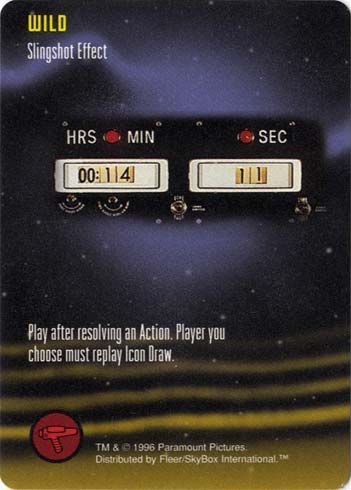 WILD
Slingshot Effect
HRS MIN SEC
00:14 11
Play after resolving an Action. Player you
choose must replay Icon Draw.
TM & © 1996 Paramount Pictures.
Distributed by Fleer/SkyBox International.™